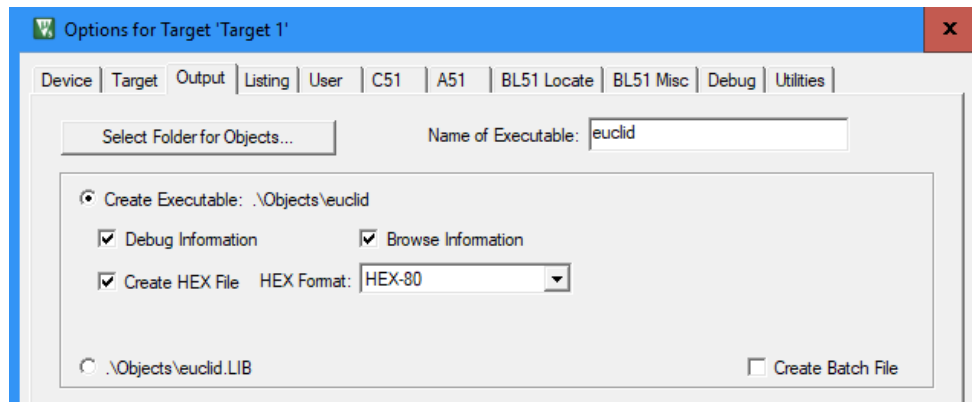 Options for Target 'Target 1'
x
Device Target Output Listing User C51 A51 BL51 Locate BL51 Misc Debug Utilities
Select Folder for Objects... Name of Executable: euclid
Create Executable: .\Objects\euclid
Debug Information Browse Information
Create HEX File HEX Format: HEX-80
.\Objects\euclid.LIB Create Batch File